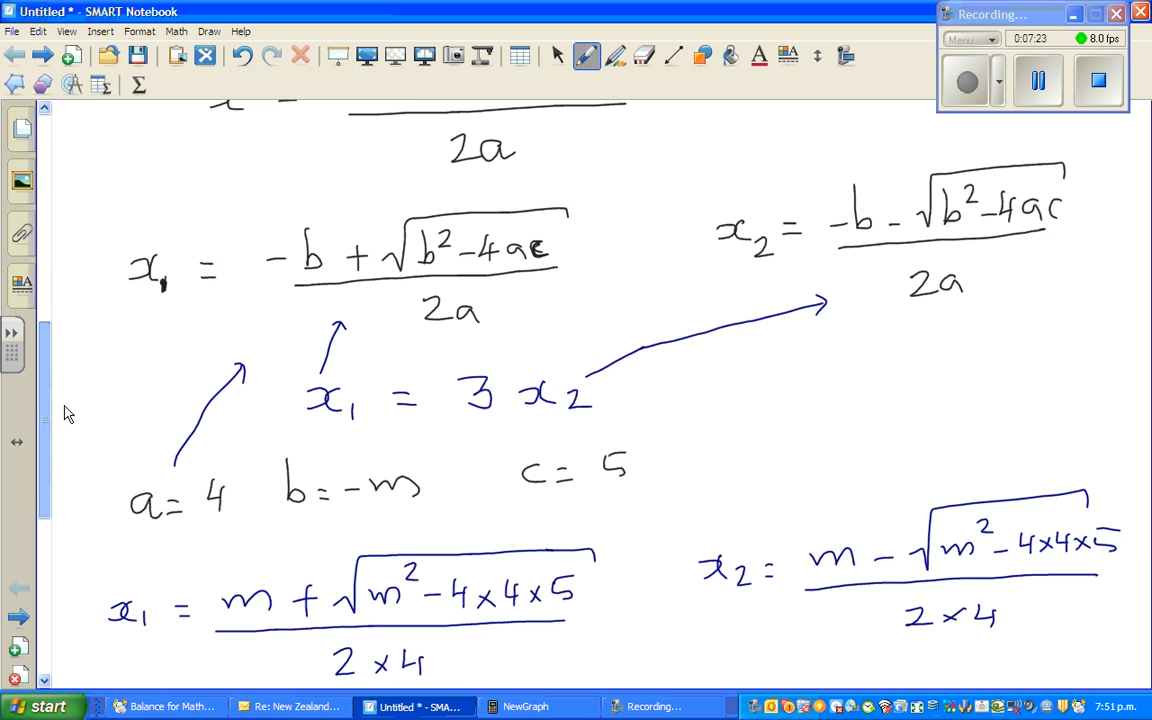 Untitled * - SMART Notebook
File Edit View Insert Format Math Draw Help
Recording...
Menu 0:07:23 8.0 fps
2a
x₁ = -b + √(b² - 4ac) / 2a
x₂ = -b - √(b² - 4ac) / 2a
x₁ = 3 x₂
a = 4 b = -m c = 5
x₁ = m + √(m² - 4×4×5) / 2×4
x₂ = m - √(m² - 4×4×5) / 2×4
start Balance for Math... Re: New Zealand... Untitled * - SMA... NewGraph Recording... 7:51 p.m.